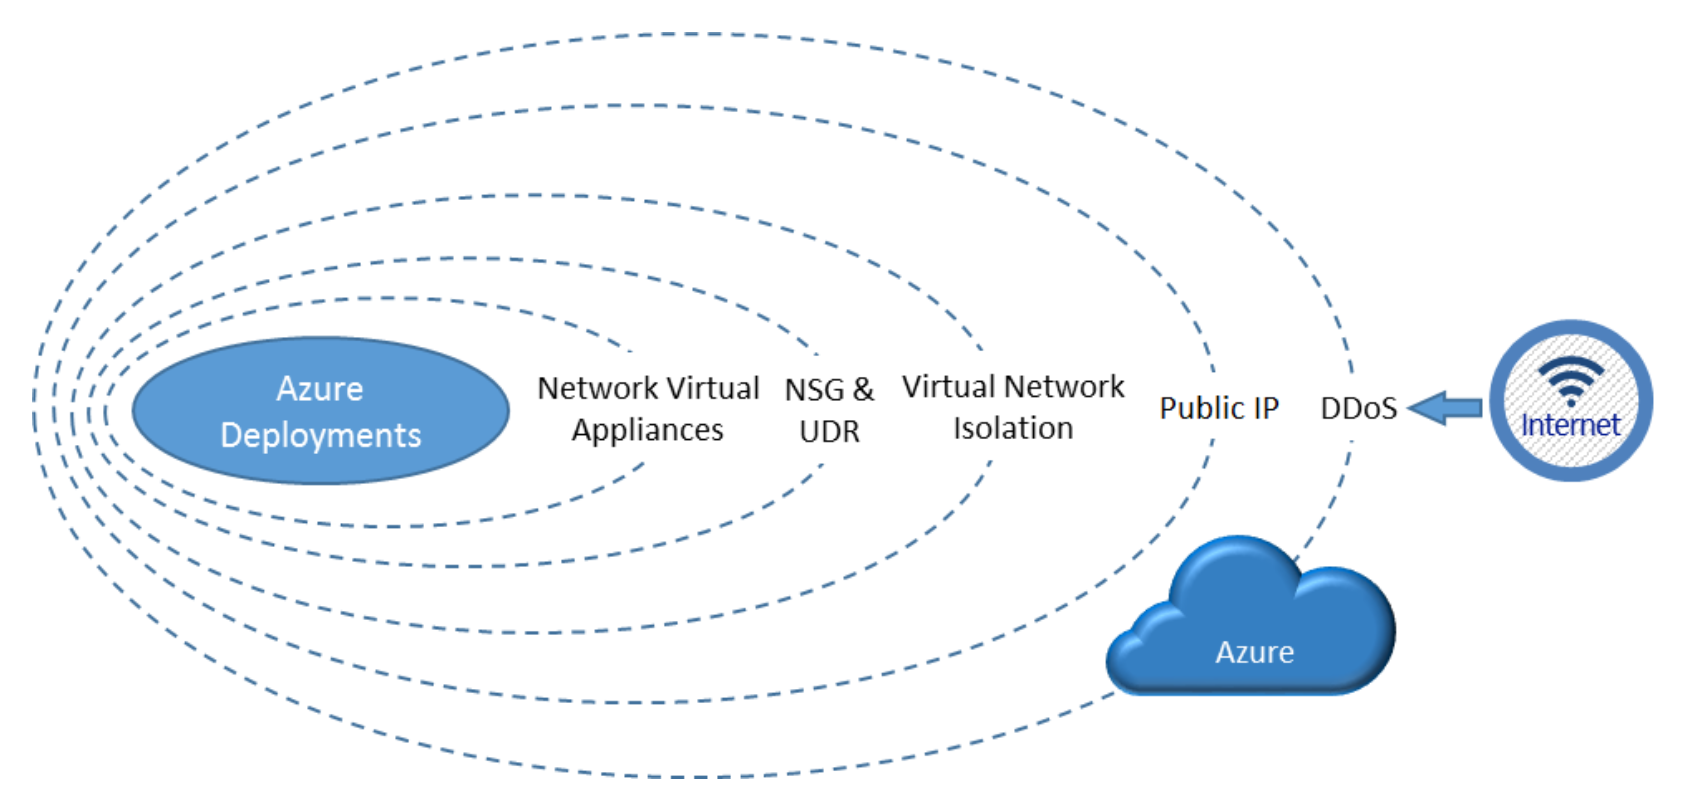 Azure
Deployments
Network Virtual
Appliances
NSG &
UDR
Virtual Network
Isolation
Public IP
DDoS
Internet
Azure